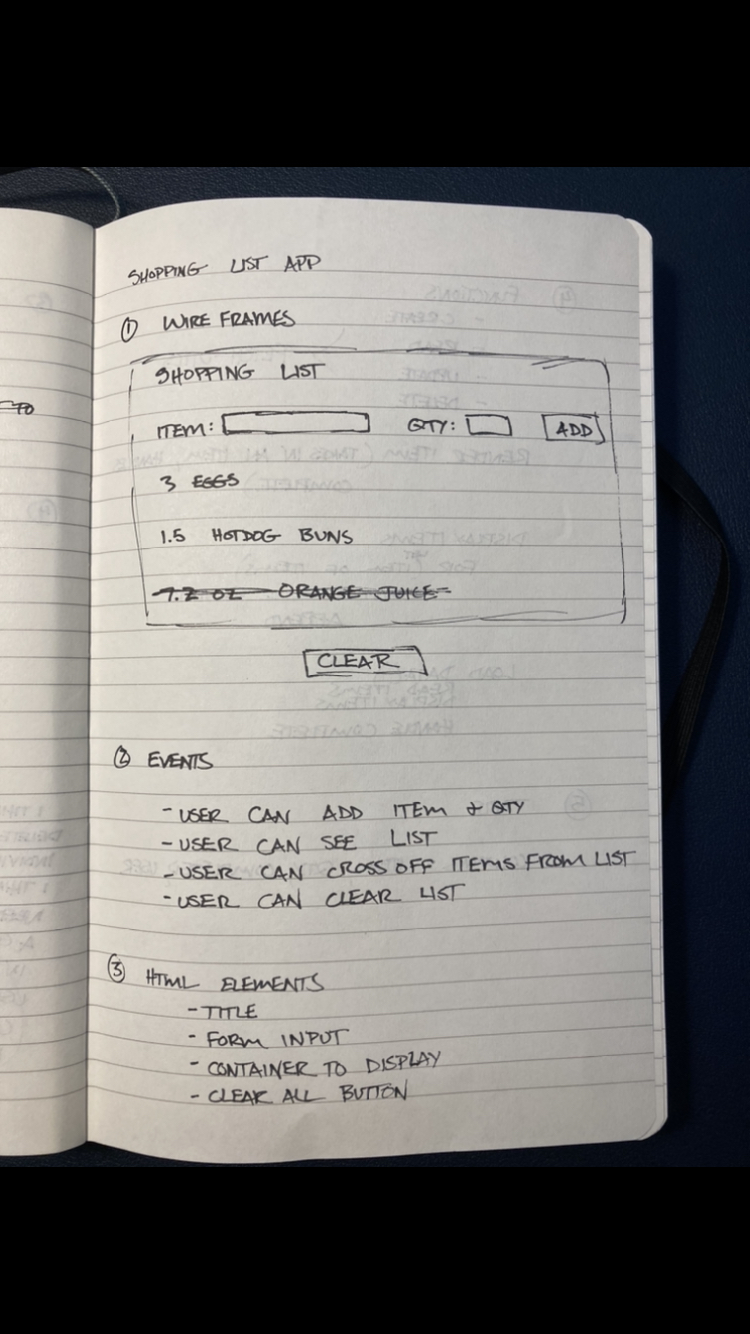 SHOPPING LIST APP
① WIRE FRAMES
SHOPPING LIST
ITEM: QTY: ADD
3 EGGS
1.5 HOTDOG BUNS
7.2 OZ ORANGE JUICE
CLEAR
② EVENTS
- USER CAN ADD ITEM & QTY
- USER CAN SEE LIST
- USER CAN CROSS OFF ITEMS FROM LIST
- USER CAN CLEAR LIST
③ HTML ELEMENTS
- TITLE
- FORM INPUT
- CONTAINER TO DISPLAY
- CLEAR ALL BUTTON
TO